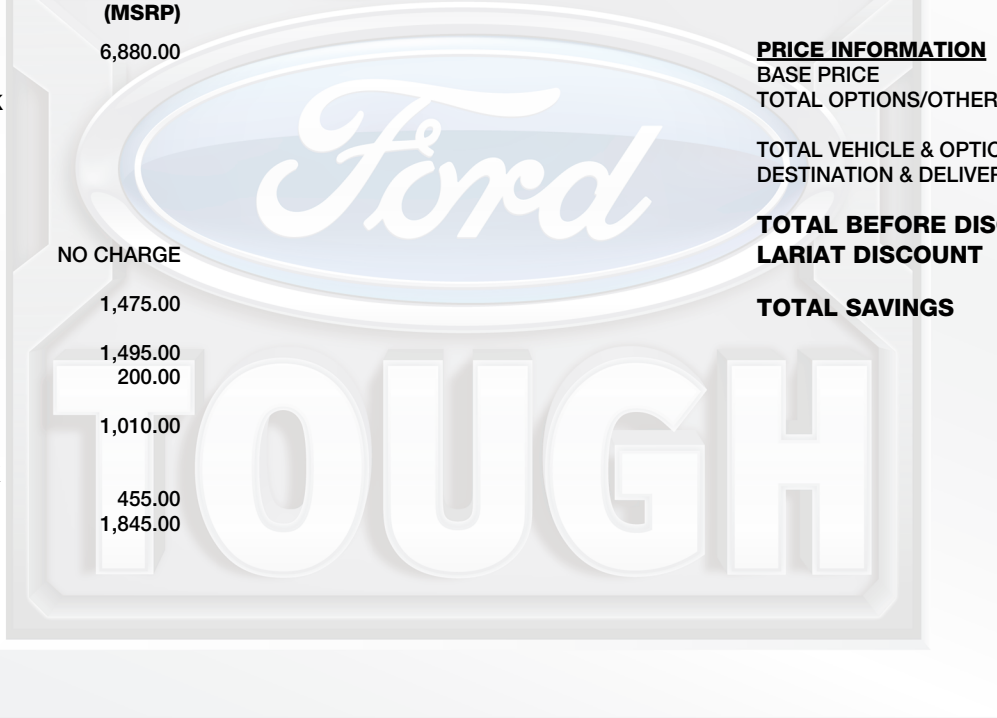 (MSRP)
6,880.00
NO CHARGE
1,475.00
1,495.00
200.00
1,010.00
455.00
1,845.00
Ford
TOUGH
PRICE INFORMATION
BASE PRICE
TOTAL OPTIONS/OTHER
TOTAL VEHICLE & OPTIO
DESTINATION & DELIVER
TOTAL BEFORE DISC
LARIAT DISCOUNT
TOTAL SAVINGS